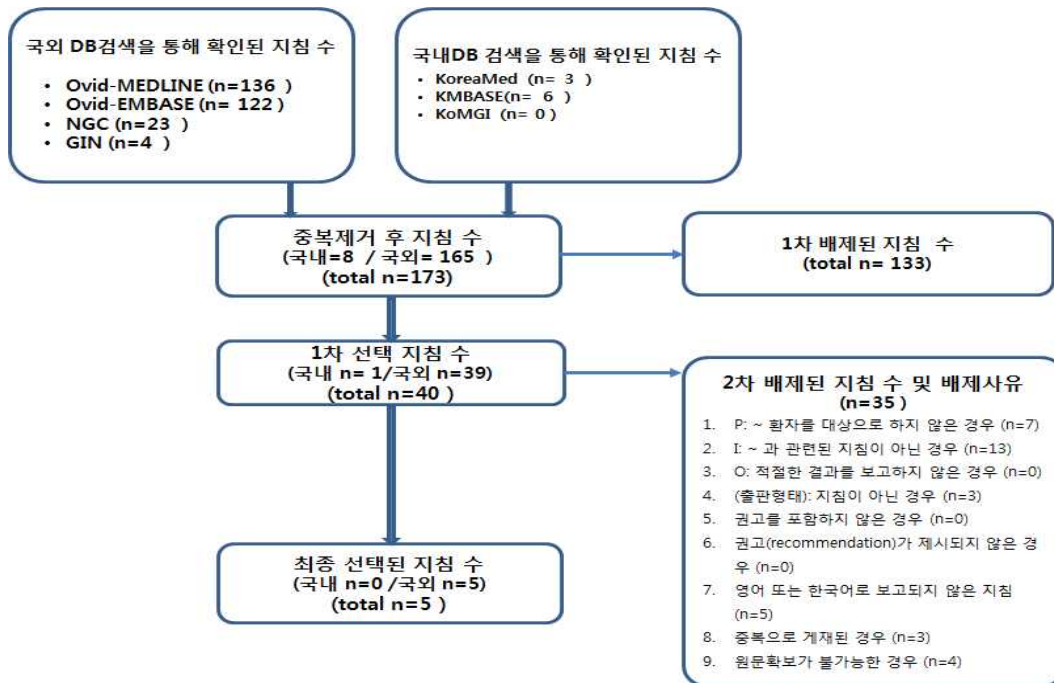 국외 DB검색을 통해 확인된 지침 수
• Ovid-MEDLINE (n=136 )
• Ovid-EMBASE (n= 122)
• NGC (n=23 )
• GIN (n=4 )
국내DB 검색을 통해 확인된 지침 수
• KoreaMed (n= 3 )
• KMBASE(n= 6 )
• KoMGI (n= 0 )
중복제거 후 지침 수
(국내=8 / 국외= 165 )
(total n=173)
1차 배제된 지침 수
(total n= 133)
1차 선택 지침 수
(국내 n= 1/국외 n=39)
(total n=40 )
2차 배제된 지침 수 및 배제사유
(n=35 )
1. P: ~ 환자를 대상으로 하지 않은 경우 (n=7)
2. I: ~ 과 관련된 지침이 아닌 경우 (n=13)
3. O: 적절한 결과를 보고하지 않은 경우 (n=0)
4. (출판형태): 지침이 아닌 경우 (n=3)
5. 권고를 포함하지 않은 경우 (n=0)
6. 권고(recommendation)가 제시되지 않은 경
우 (n=0)
7. 영어 또는 한국어로 보고되지 않은 지침
(n=5)
8. 중복으로 게재된 경우 (n=3)
9. 원문확보가 불가능한 경우 (n=4)
최종 선택된 지침 수
(국내 n=0 /국외 n=5)
(total n=5 )